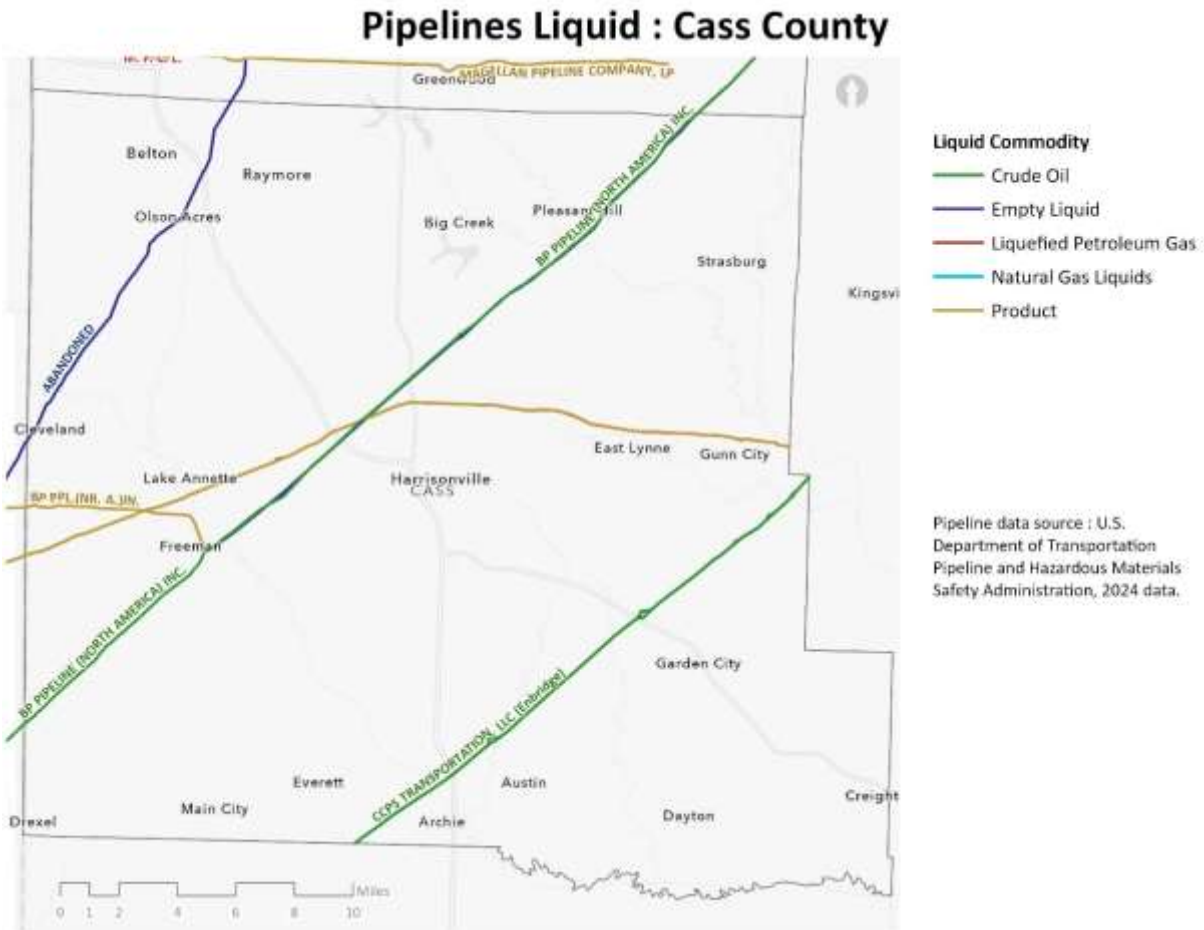 Pipelines Liquid : Cass County
MAGELLAN PIPELINE COMPANY, LP
Greenwood
Belton
Raymore
Olson Acres
Big Creek
Pleasant Hill
BP PIPELINE (NORTH AMERICA) INC.
Strasburg
Kingsvi
ABANDONED
Cleveland
East Lynne
Gunn City
Lake Annette
Harrisonville
CASS
BP PPL (NR. A.)IN.
Freeman
BP PIPELINE (NORTH AMERICA) INC.
Garden City
CCPS TRANSPORTATION, LLC (Enbridge)
Everett
Austin
Main City
Creight
Drexel
Archie
Dayton
Miles
0 1 2 4 6 8 10
Liquid Commodity
Crude Oil
Empty Liquid
Liquefied Petroleum Gas
Natural Gas Liquids
Product
Pipeline data source : U.S.
Department of Transportation
Pipeline and Hazardous Materials
Safety Administration, 2024 data.